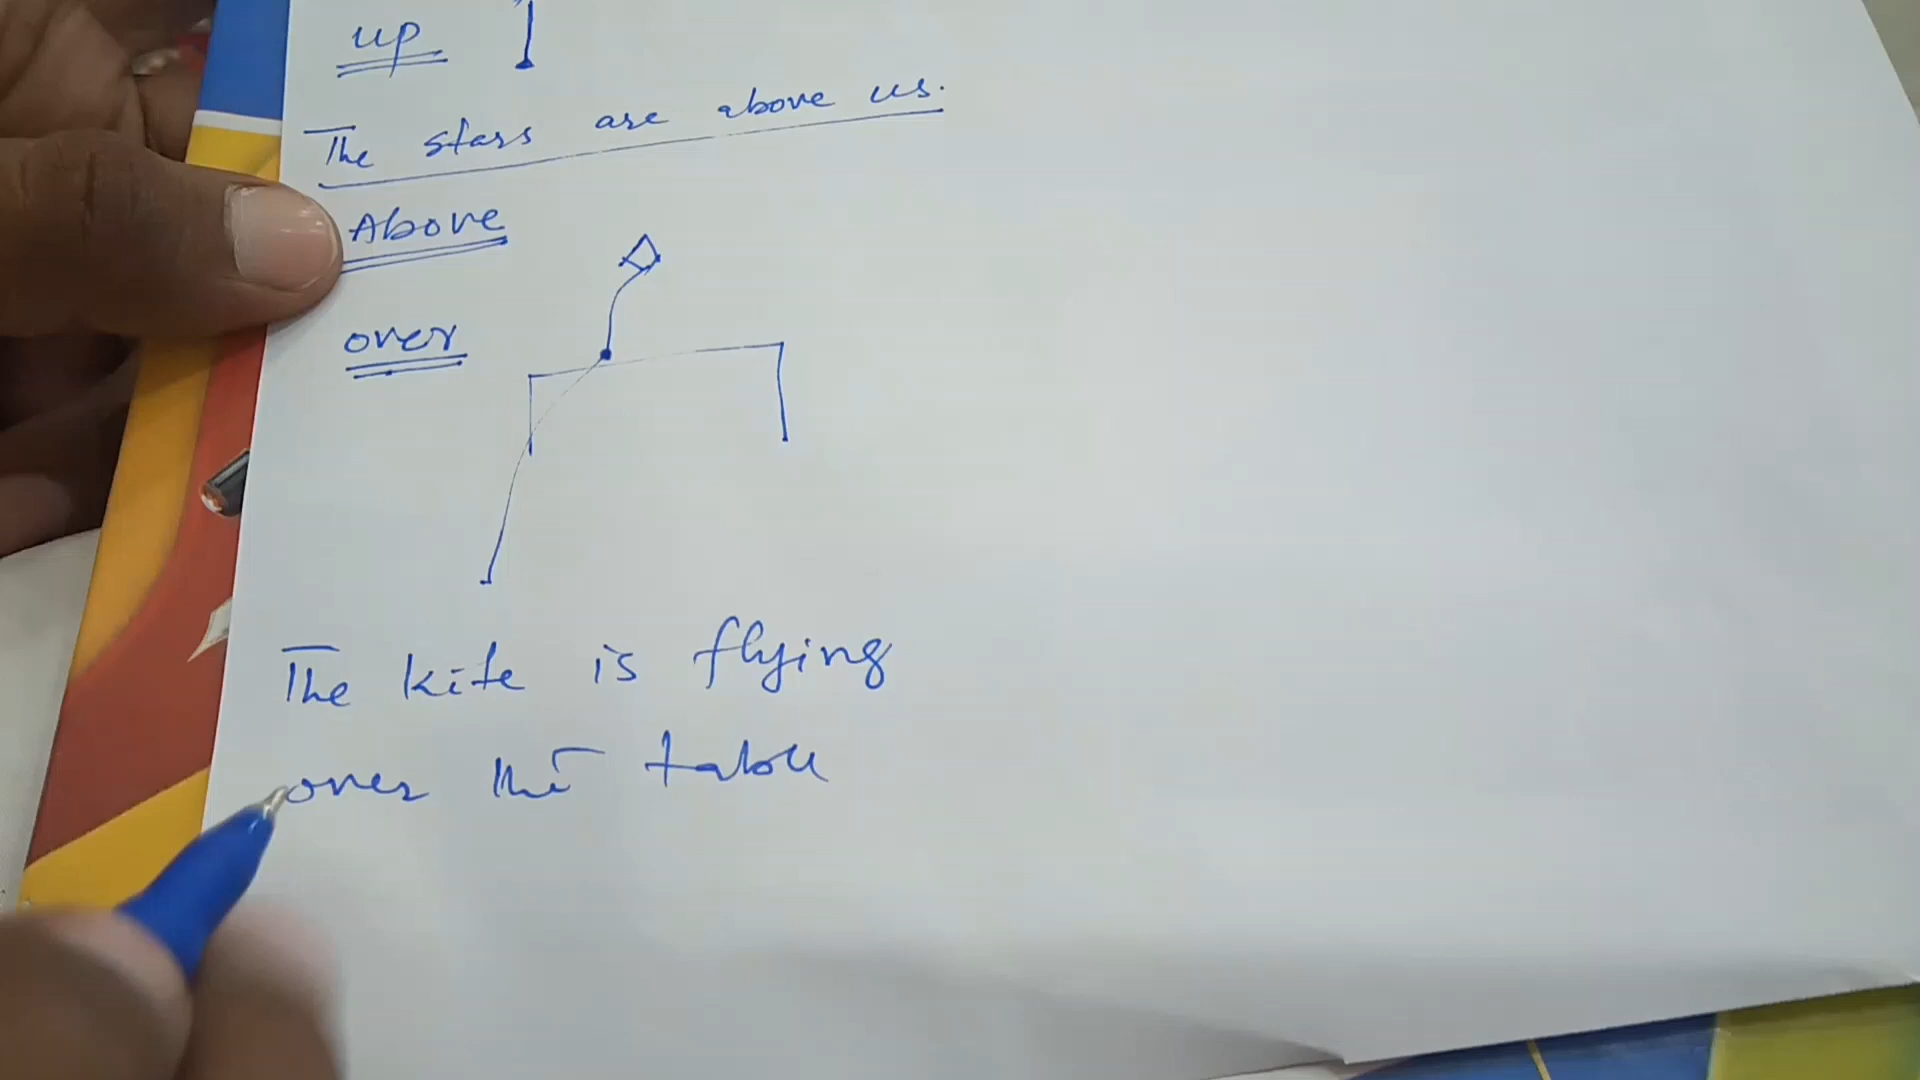 up
The stars are above us.
Above
over
The kite is flying
over the table